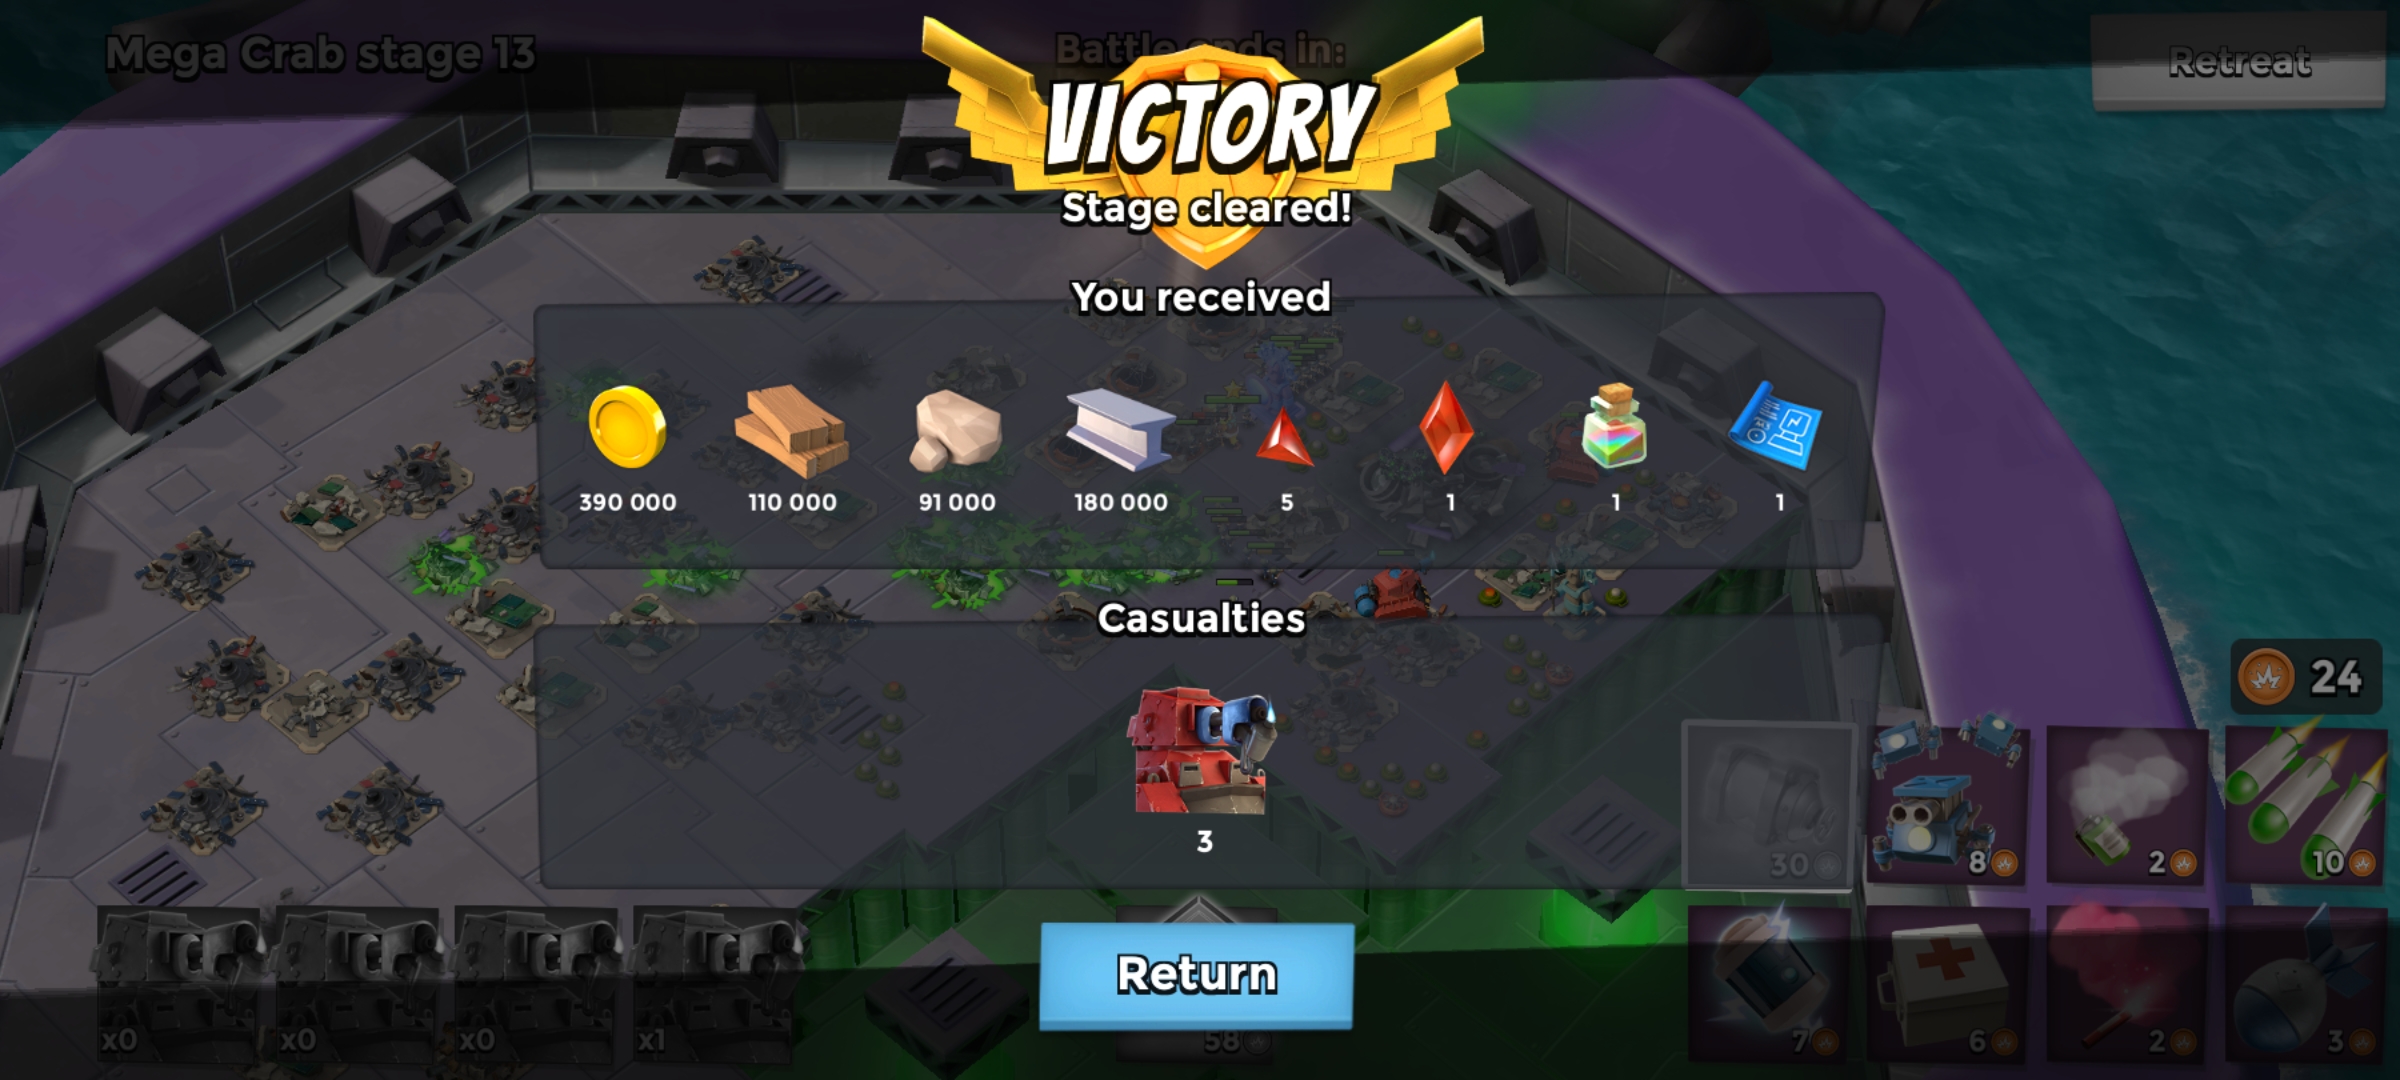 Mega Crab stage 13
Battle ends in:
Retreat
VICTORY
Stage cleared!
You received
390 000
110 000
91 000
180 000
5
1
1
1
Casualties
3
24
30
8
2
10
Return
x0
x0
x0
x1
58
7
6
2
3